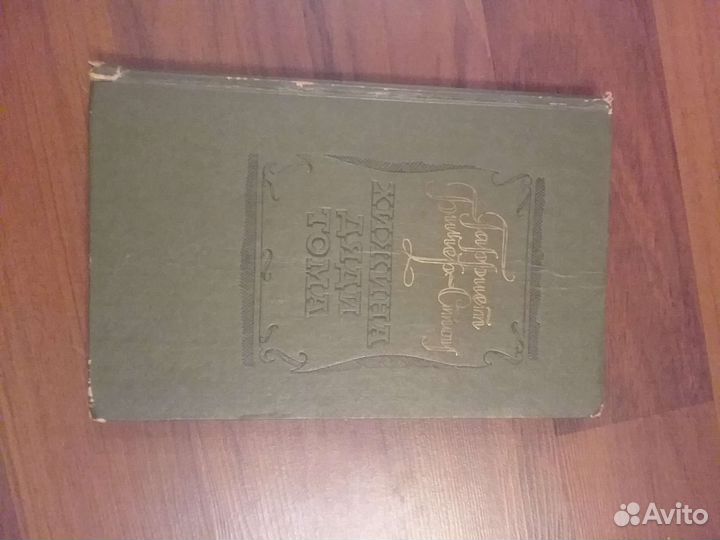 Гарриет
Бичер-Стоу
ХИЖИНА
ДЯДИ
ТОМА
Avito